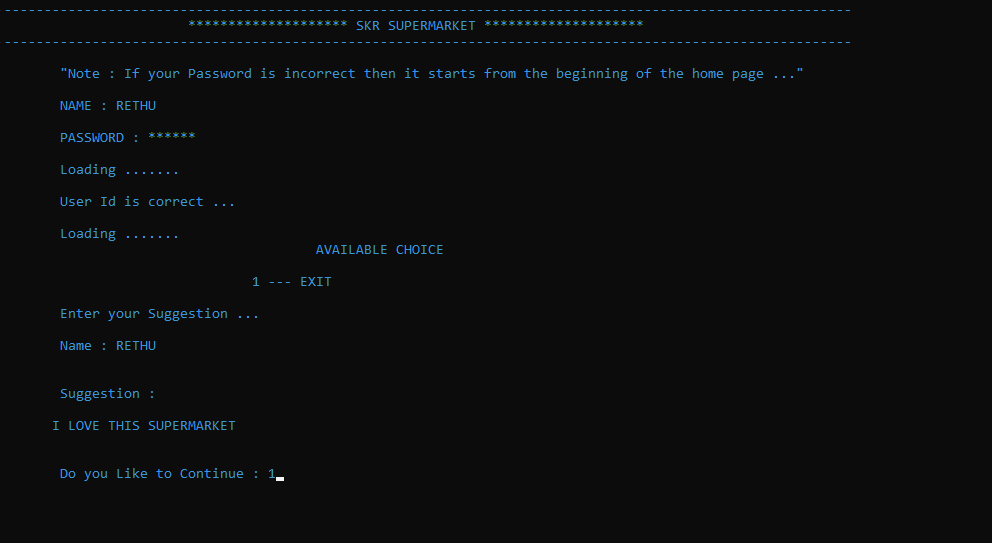 ----------------------------------------------------------------------------------------------------------
******************** SKR SUPERMARKET ********************
----------------------------------------------------------------------------------------------------------
"Note : If your Password is incorrect then it starts from the beginning of the home page ..."
NAME : RETHU
PASSWORD : ******
Loading .......
User Id is correct ...
Loading .......
AVAILABLE CHOICE
1 --- EXIT
Enter your Suggestion ...
Name : RETHU
Suggestion :
I LOVE THIS SUPERMARKET
Do you Like to Continue : 1